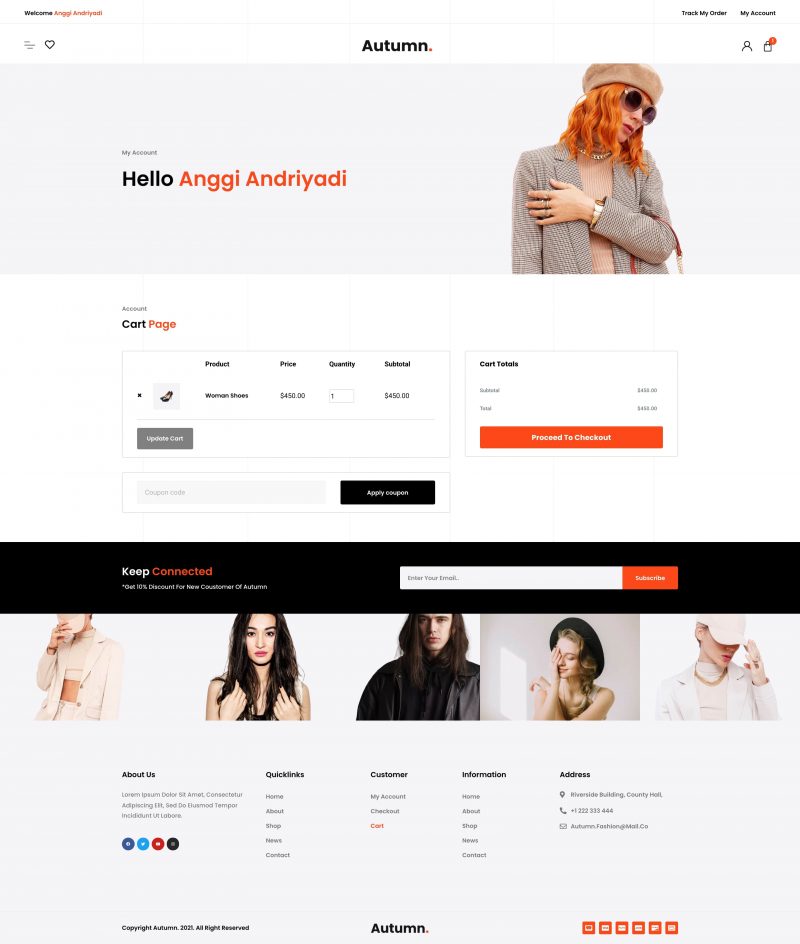 Welcome Anggi Andriyadi
Track My Order
My Account
Autumn.
1
My Account
Hello Anggi Andriyadi
Account
Cart Page
Product Price Quantity Subtotal
Woman Shoes $450.00 1 $450.00
Update Cart
Coupon code
Apply coupon
Cart Totals
Subtotal $450.00
Total $450.00
Proceed To Checkout
Keep Connected
*Get 10% Discount For New Coustomer Of Autumn
Enter Your Email..
Subscribe
About Us
Lorem Ipsum Dolor Sit Amet, Consectetur
Adipiscing Elit, Sed Do Eiusmod Tempor
Incididunt Ut Labore.
Quicklinks
Home
About
Shop
News
Contact
Customer
My Account
Checkout
Cart
Information
Home
About
Shop
News
Contact
Address
Riverside Building, County Hall,
+1 222 333 444
Autumn.Fashion@Mail.Co
Copyright Autumn. 2021. All Right Reserved
Autumn.